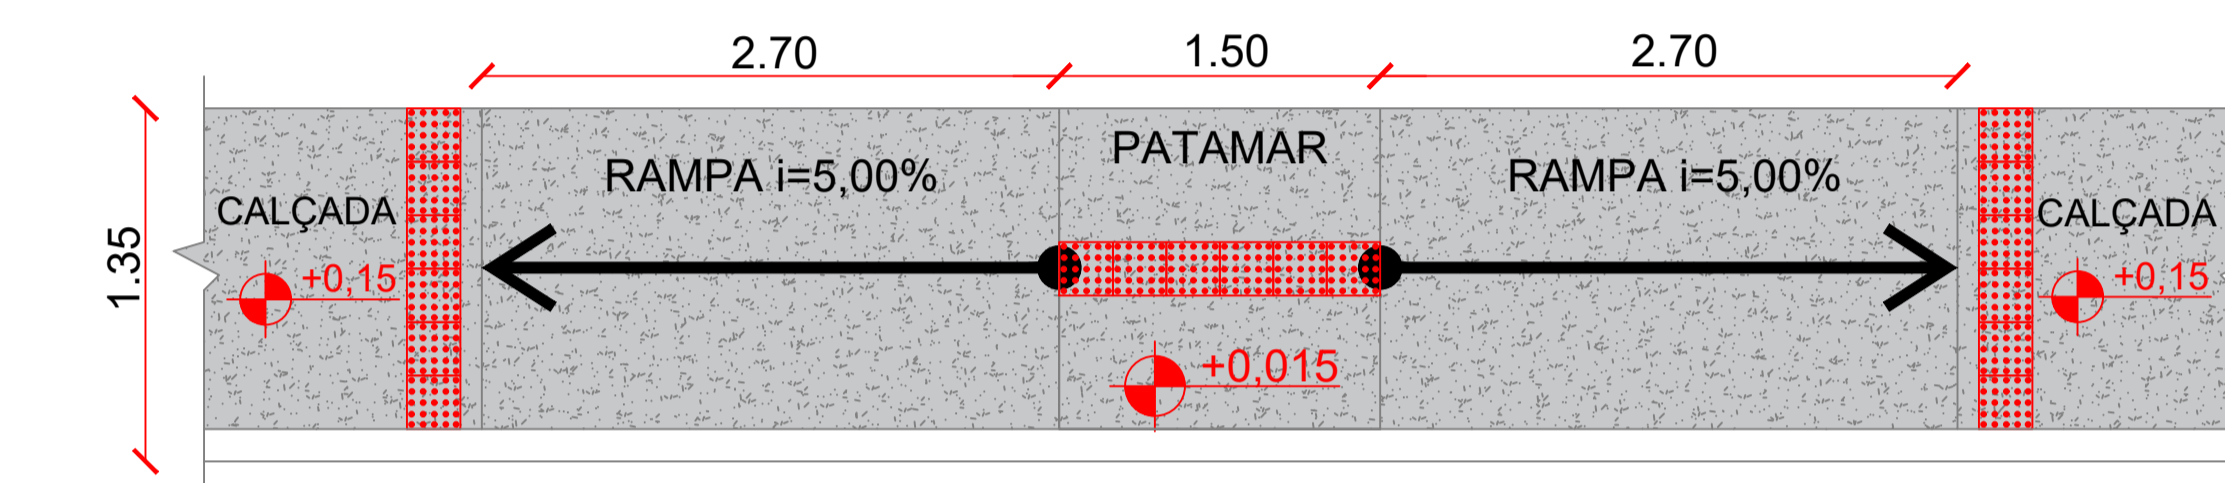 2.70
1.50
2.70
PATAMAR
RAMPA i=5,00%
RAMPA i=5,00%
CALÇADA
CALÇADA
1.35
+0,15
+0,15
+0,015